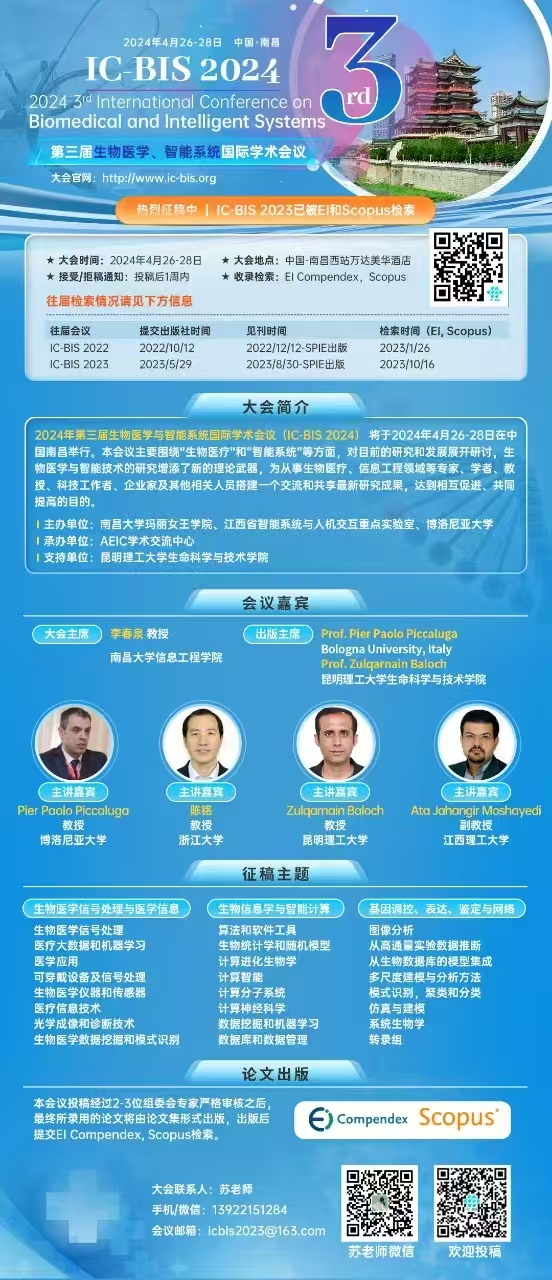 2024年4月26-28日 中国·南昌
IC-BIS 2024
3rd
2024 3rd International Conference on
Biomedical and Intelligent Systems
第三届生物医学、智能系统国际学术会议
大会官网：http://www.ic-bis.org
热烈征稿中 | IC-BIS 2023已被EI和Scopus检索
★ 大会时间：2024年4月26-28日 ★ 大会地点：中国-南昌西站万达美华酒店
★ 接受/拒稿通知：投稿后1周内 ★ 收录检索：EI Compendex，Scopus
往届检索情况请见下方信息
往届会议 提交出版社时间 见刊时间 检索时间（EI, Scopus）
IC-BIS 2022 2022/10/12 2022/12/12-SPIE出版 2023/1/26
IC-BIS 2023 2023/5/29 2023/8/30-SPIE出版 2023/10/16
大会简介
2024年第三届生物医学与智能系统国际学术会议（IC-BIS 2024） 将于2024年4月26-28日在中
国南昌举行。本会议主要围绕“生物医疗”和“智能系统”等方面，对目前的研究和发展展开研讨，生
物医学与智能技术的研究增添了新的理论武器，为从事生物医疗、信息工程领域等专家、学者、教
授、科技工作者、企业家及其他相关人员搭建一个交流和共享最新研究成果，达到相互促进、共同
提高的目的。
主办单位：南昌大学玛丽女王学院、江西省智能系统与人机交互重点实验室、博洛尼亚大学
承办单位：AEIC学术交流中心
支持单位：昆明理工大学生命科学与技术学院
会议嘉宾
大会主席 李春泉 教授
南昌大学信息工程学院
出版主席 Prof. Pier Paolo Piccaluga
Bologna University, Italy
Prof. Zulqarnain Baloch
昆明理工大学生命科学与技术学院
主讲嘉宾 主讲嘉宾 主讲嘉宾 主讲嘉宾
Pier Paolo Piccaluga 陈铭 Zulqarnain Baloch Ata Jahangir Moshayedi
教授 教授 教授 副教授
博洛尼亚大学 浙江大学 昆明理工大学 江西理工大学
征稿主题
生物医学信号处理与医学信息
生物医学信号处理
医疗大数据和机器学习
医学应用
可穿戴设备及信号处理
生物医学仪器和传感器
医疗信息技术
光学成像和诊断技术
生物医学数据挖掘和模式识别
生物信息学与智能计算
算法和软件工具
生物统计学和随机模型
计算进化生物学
计算智能
计算分子系统
计算神经科学
数据挖掘和机器学习
数据库和数据管理
基因调控、表达、鉴定与网络
图像分析
从高通量实验数据推断
从生物数据库的模型集成
多尺度建模与分析方法
模式识别，聚类和分类
仿真与建模
系统生物学
转录组
论文出版
本会议投稿经过2-3位组委会专家严格审核之后，
最终所录用的论文将由论文集形式出版，出版后
提交EI Compendex, Scopus检索。
Ei Compendex Scopus®
大会联系人：苏老师
手机/微信：13922151284
会议邮箱：icbis2023@163.com
苏老师微信 欢迎投稿